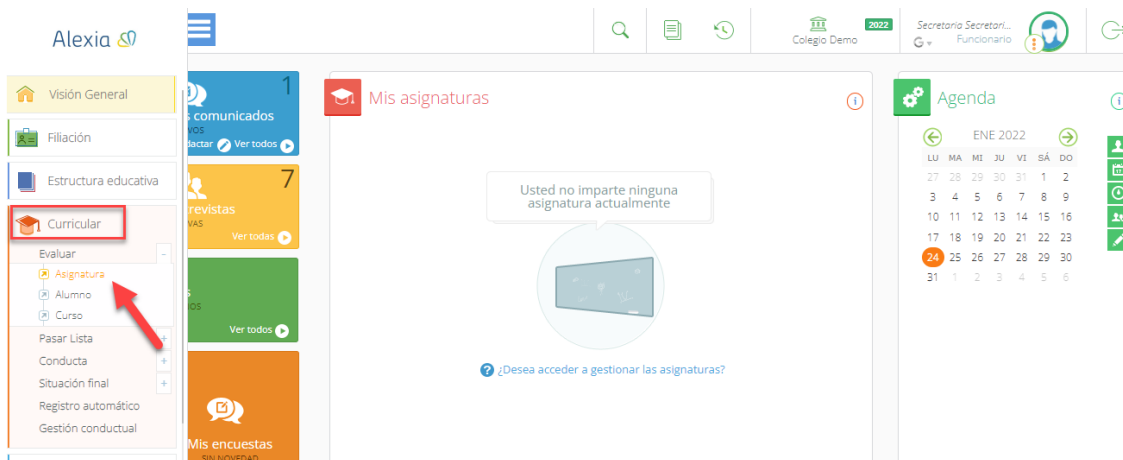 Alexia
Visión General
Filiación
Estructura educativa
Curricular
Evaluar
Asignatura
Alumno
Curso
Pasar Lista
Conducta
Situación final
Registro automático
Gestión conductual
Colegio Demo
2022
Secretaria Secretari...
G
Funcionario
1
comunicados
Ver todos
7
Ver todas
Ver todos
Mis encuestas
SIN NOVEDAD
Mis asignaturas
Usted no imparte ninguna
asignatura actualmente
¿Desea acceder a gestionar las asignaturas?
Agenda
ENE 2022
LU MA MI JU VI SÁ DO
27 28 29 30 31 1 2
3 4 5 6 7 8 9
10 11 12 13 14 15 16
17 18 19 20 21 22 23
24 25 26 27 28 29 30
31 1 2 3 4 5 6